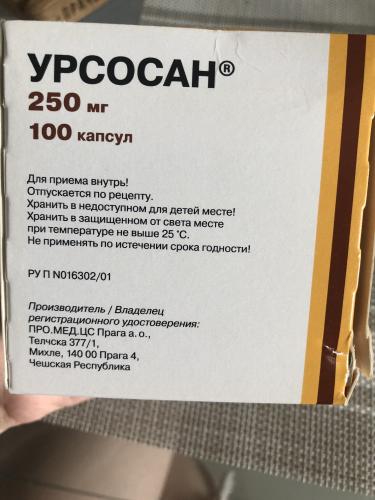 УРСОСАН®
250 мг
100 капсул
Для приема внутрь!
Отпускается по рецепту.
Хранить в недоступном для детей месте!
Хранить в защищенном от света месте
при температуре не выше 25 °С.
Не применять по истечении срока годности!
РУ П N016302/01
Производитель / Владелец
регистрационного удостоверения:
ПРО.МЕД.ЦС Прага а.о.,
Телчска 377/1,
Михле, 140 00 Прага 4,
Чешская Республика